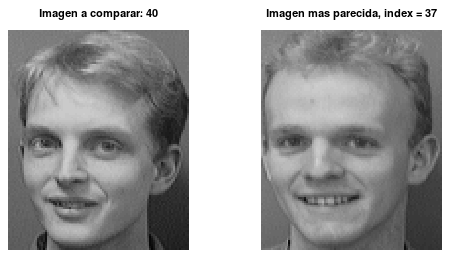 Imagen a comparar: 40
Imagen mas parecida, index = 37